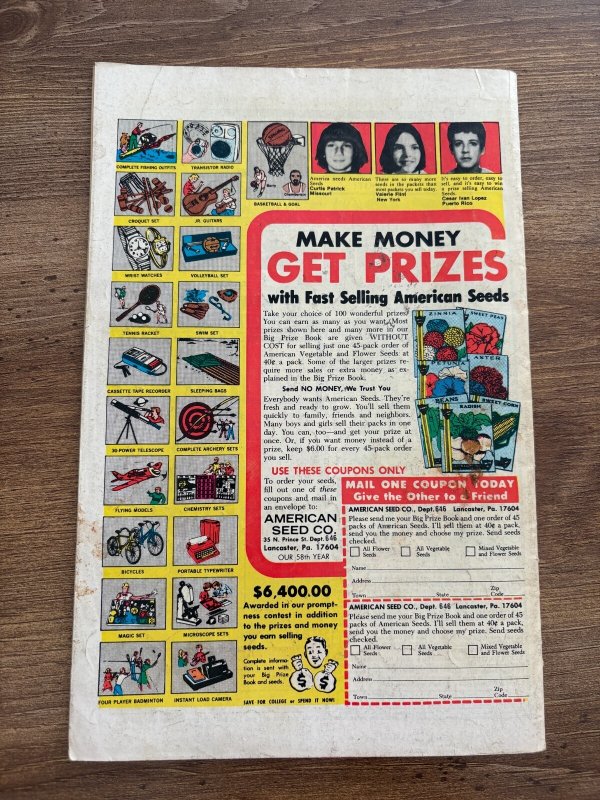 COMPLETE FISHING OUTFITS
TRANSISTOR RADIO
CROQUET SET
JR. GUITARS
WRIST WATCHES
VOLLEYBALL SET
TENNIS RACKET
SWIM SET
CASSETTE TAPE RECORDER
SLEEPING BAGS
30-POWER TELESCOPE
COMPLETE ARCHERY SETS
FLYING MODELS
CHEMISTRY SETS
BICYCLES
PORTABLE TYPEWRITER
MAGIC SET
MICROSCOPE SETS
FOUR PLAYER BADMINTON
INSTANT LOAD CAMERA
BASKETBALL & GOAL
America needs American
Seeds.
Curtis Patrick
Missouri
There are so many more
seeds in the packets than
most packets you sell today.
Valerie Flint
New York
It's easy to order, easy to
sell, and it's easy to win
a prize selling American
Seeds.
Cesar Ivan Lopez
Puerto Rico
MAKE MONEY
GET PRIZES
with Fast Selling American Seeds
Take your choice of 100 wonderful prizes!
You can earn as many as you want. Most
prizes shown here and many more in our
Big Prize Book are given WITHOUT
COST for selling just one 45-pack order of
American Vegetable and Flower Seeds at
40¢ a pack. Some of the larger prizes re-
quire more sales or extra money as ex-
plained in the Big Prize Book.
Send NO MONEY, We Trust You
Everybody wants American Seeds. They're
fresh and ready to grow. You'll sell them
quickly to family, friends and neighbors.
Many boys and girls sell their packs in one
day. You can, too—and get your prize at
once. Or, if you want money instead of a
prize, keep $6.00 for every 45-pack order
you sell.
ZINNIA
SWEET PEAS
PETUNIA
ASTER
BEANS
RADISH
SWEET CORN
USE THESE COUPONS ONLY
To order your seeds,
fill out one of these
coupons and mail in
an envelope to:
AMERICAN
SEED CO.
35 N. Prince St. Dept. 646
Lancaster, Pa. 17604
OUR 58th YEAR
$6,400.00
Awarded in our prompt-
ness contest in addition
to the prizes and money
you earn selling
seeds.
Complete informa-
tion is sent with
your Big Prize
Book and seeds.
$ $
SAVE FOR COLLEGE or SPEND IT NOW!
MAIL ONE COUPON TODAY
Give the Other to a Friend
AMERICAN SEED CO., Dept. 646 Lancaster, Pa. 17604
Please send me your Big Prize Book and one order of 45
packs of American Seeds. I'll sell them at 40¢ a pack,
send you the money and choose my prize. Send seeds
checked.
All Flower Seeds
All Vegetable Seeds
Mixed Vegetable and Flower Seeds
Name
Address
Town State Zip Code
AMERICAN SEED CO., Dept. 646 Lancaster, Pa. 17604
Please send me your Big Prize Book and one order of 45
packs of American Seeds. I'll sell them at 40¢ a pack,
send you the money and choose my prize. Send seeds
checked.
All Flower Seeds
All Vegetable Seeds
Mixed Vegetable and Flower Seeds
Name
Address
Town State Zip Code